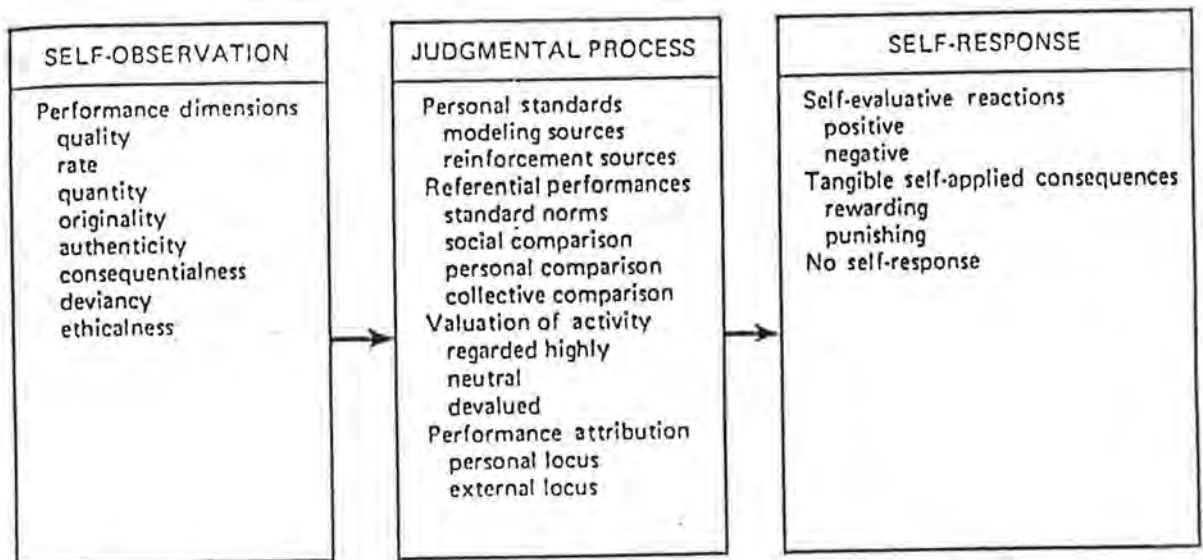 SELF-OBSERVATION
Performance dimensions
quality
rate
quantity
originality
authenticity
consequentialness
deviancy
ethicalness
JUDGMENTAL PROCESS
Personal standards
modeling sources
reinforcement sources
Referential performances
standard norms
social comparison
personal comparison
collective comparison
Valuation of activity
regarded highly
neutral
devalued
Performance attribution
personal locus
external locus
SELF-RESPONSE
Self-evaluative reactions
positive
negative
Tangible self-applied consequences
rewarding
punishing
No self-response